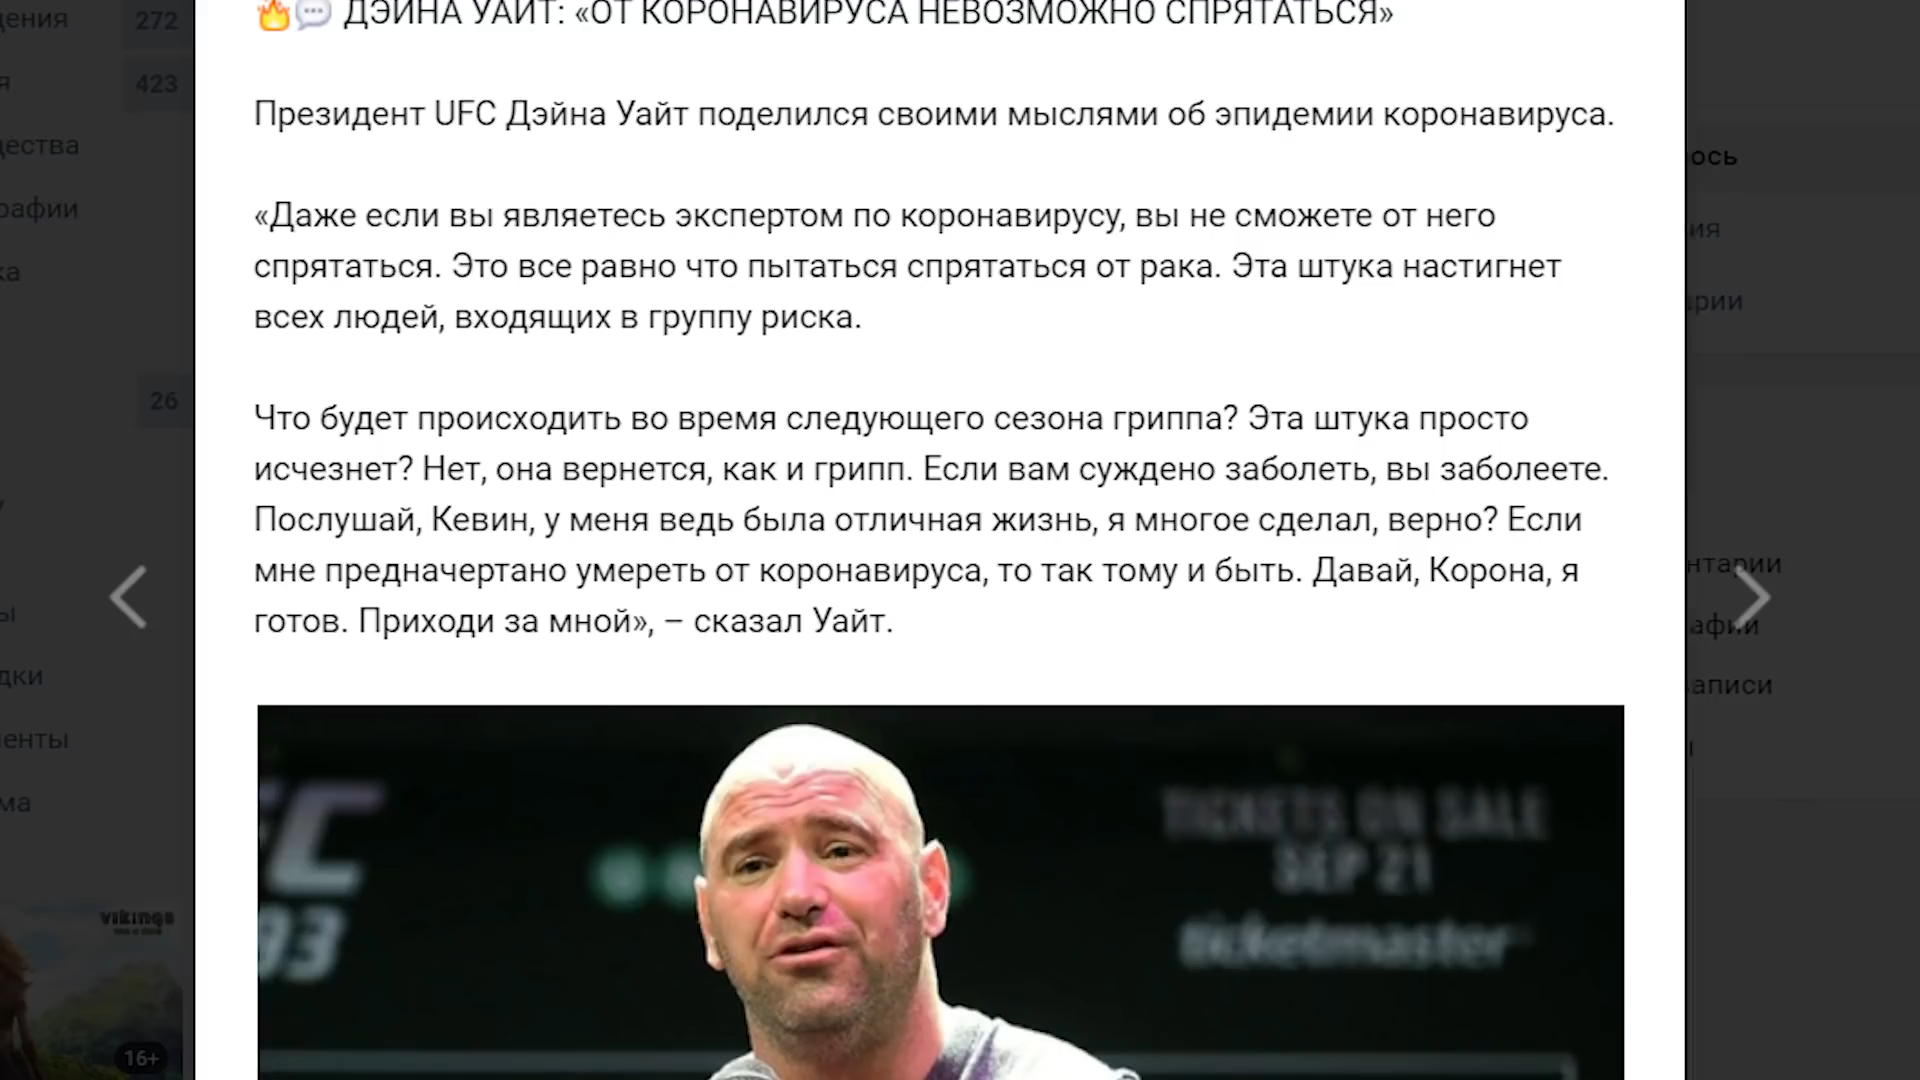 🔥💬 ДЭЙНА УАЙТ: «ОТ КОРОНАВИРУСА НЕВОЗМОЖНО СПРЯТАТЬСЯ»
Президент UFC Дэйна Уайт поделился своими мыслями об эпидемии коронавируса.
«Даже если вы являетесь экспертом по коронавирусу, вы не сможете от него
спрятаться. Это все равно что пытаться спрятаться от рака. Эта штука настигнет
всех людей, входящих в группу риска.
Что будет происходить во время следующего сезона гриппа? Эта штука просто
исчезнет? Нет, она вернется, как и грипп. Если вам суждено заболеть, вы заболеете.
Послушай, Кевин, у меня ведь была отличная жизнь, я многое сделал, верно? Если
мне предначертано умереть от коронавируса, то так тому и быть. Давай, Корона, я
готов. Приходи за мной», – сказал Уайт.
272
423
26
TICKETS ON SALE
SEP 21
ticketmaster
93
VIKINGS
16+